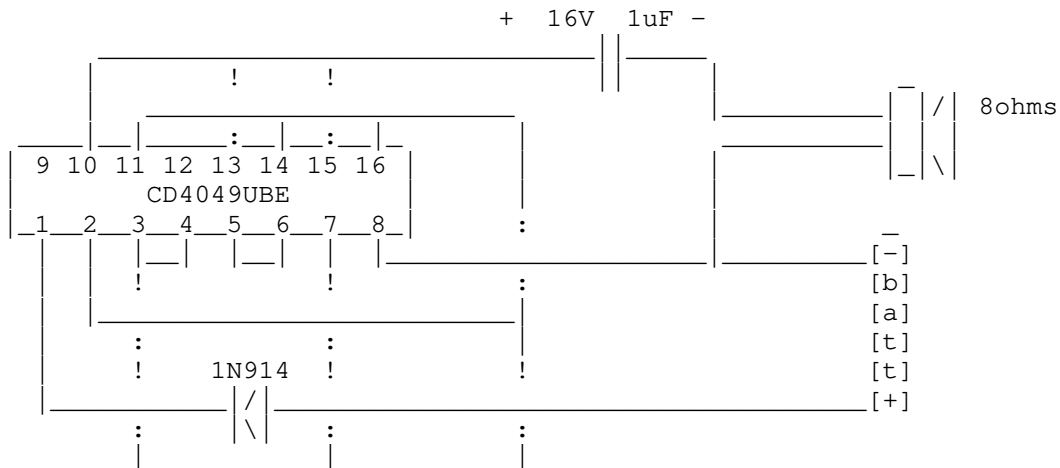 + 16V 1uF -
8ohms
9 10 11 12 13 14 15 16
CD4049UBE
1 2 3 4 5 6 7 8
[-]
[b]
[a]
[t]
1N914 [t]
[+]